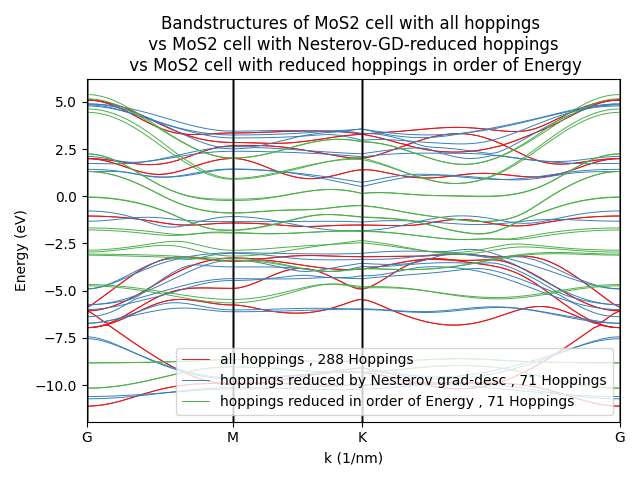 Bandstructures of MoS2 cell with all hoppings
vs MoS2 cell with Nesterov-GD-reduced hoppings
vs MoS2 cell with reduced hoppings in order of Energy
5.0
2.5
0.0
−2.5
−5.0
−7.5
−10.0
Energy (eV)
all hoppings , 288 Hoppings
hoppings reduced by Nesterov grad-desc , 71 Hoppings
hoppings reduced in order of Energy , 71 Hoppings
G M K G
k (1/nm)